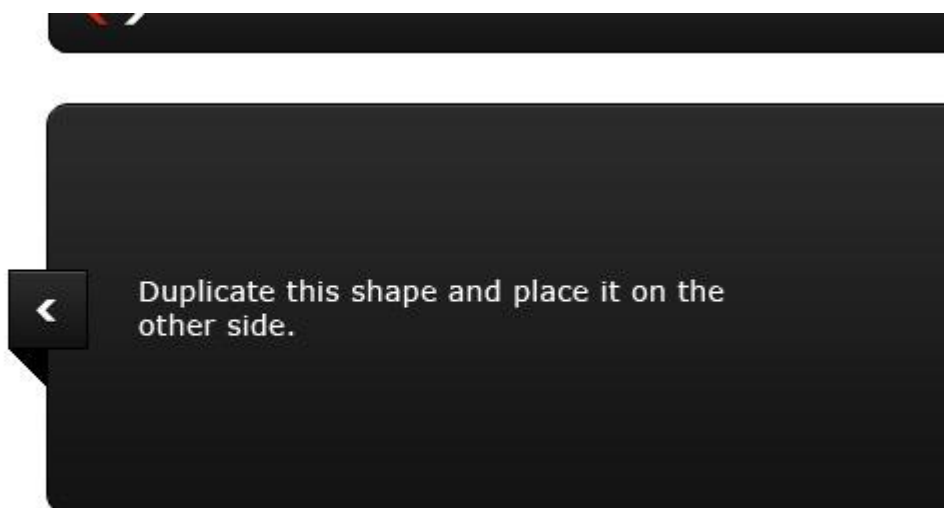 Duplicate this shape and place it on the
other side.